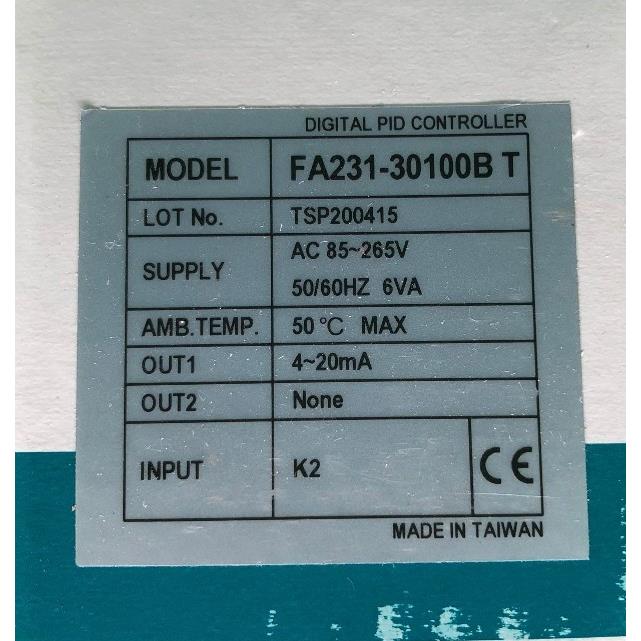 DIGITAL PID CONTROLLER
MODEL FA231-30100B T
LOT No. TSP200415
SUPPLY AC 85~265V
50/60HZ 6VA
AMB.TEMP. 50 ℃ MAX
OUT1 4~20mA
OUT2 None
INPUT K2 CE
MADE IN TAIWAN